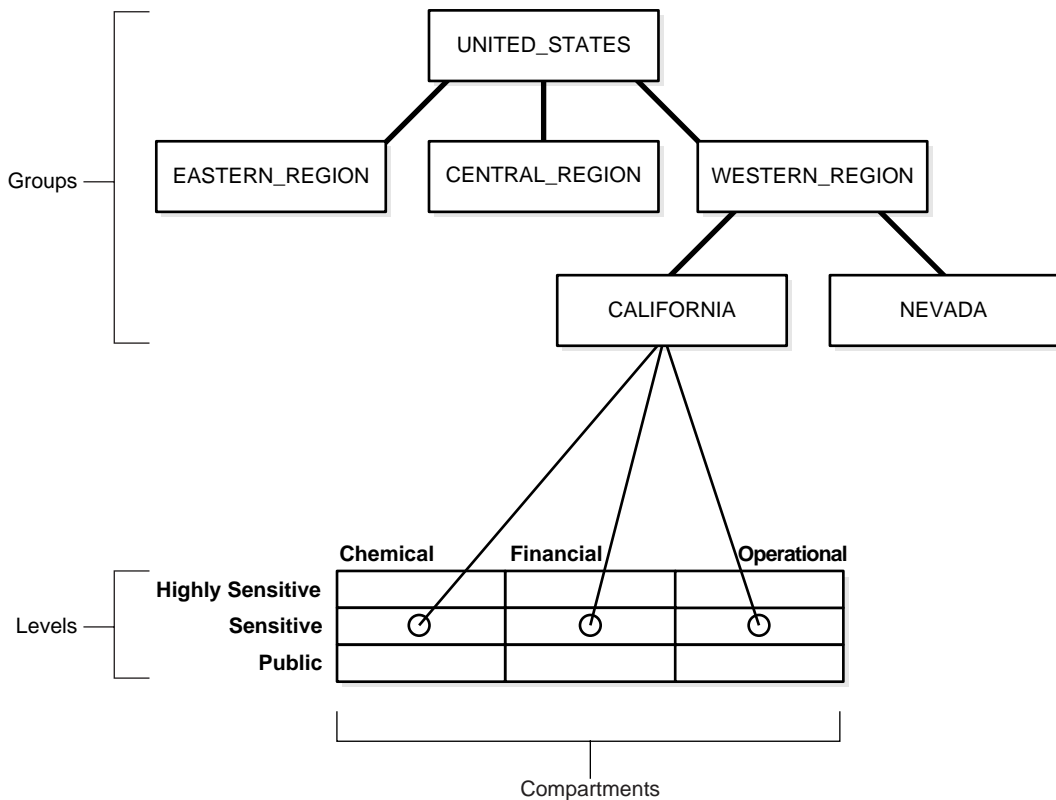 UNITED_STATES
Groups
EASTERN_REGION
CENTRAL_REGION
WESTERN_REGION
CALIFORNIA
NEVADA
Chemical
Financial
Operational
Levels
Highly Sensitive
Sensitive
Public
Compartments